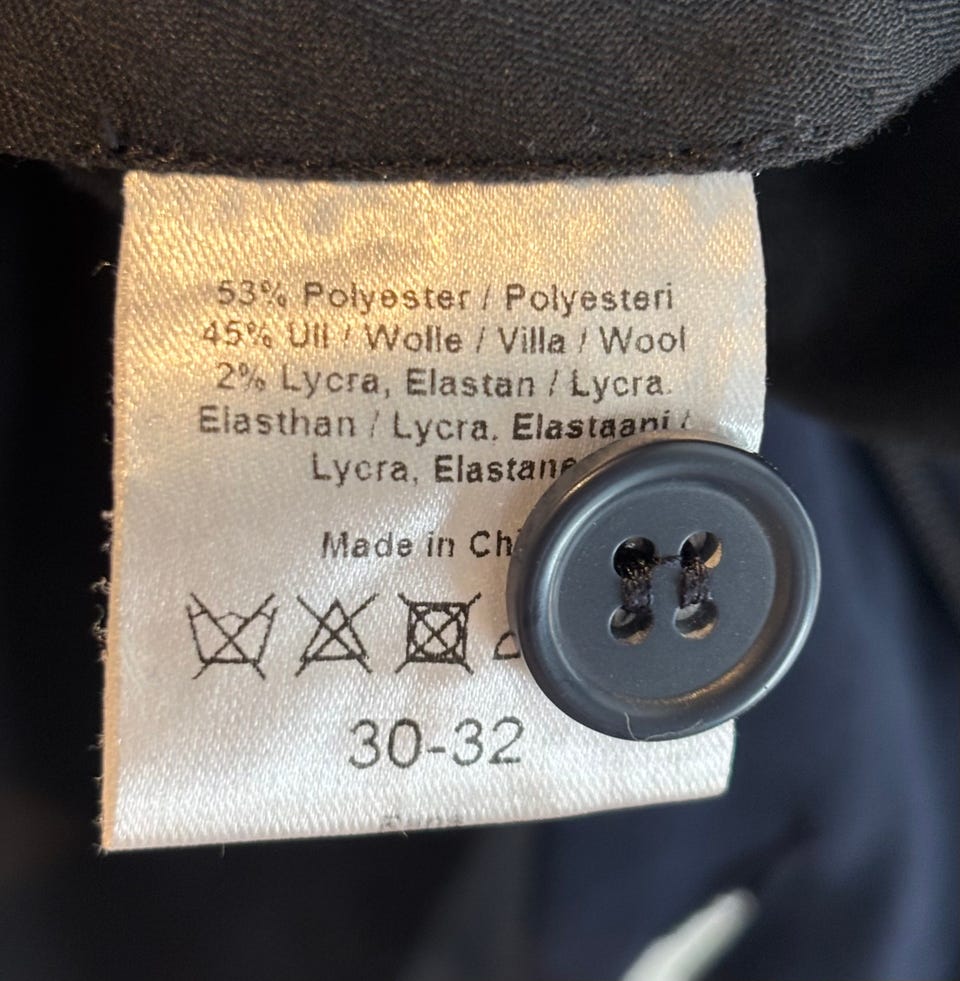 53% Polyester / Polyesteri
45% Ull / Wolle / Villa / Wool
2% Lycra, Elastan / Lycra.
Elasthan / Lycra. Elastaani /
Lycra, Elastane
Made in
30-32